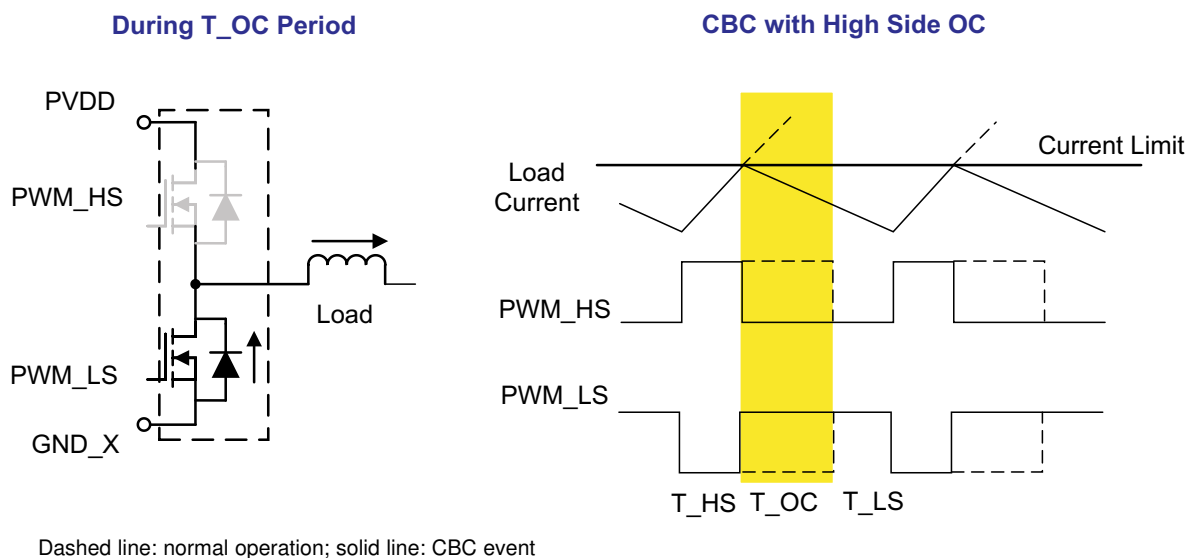 During T_OC Period
CBC with High Side OC
PVDD
PWM_HS
Load
PWM_LS
GND_X
Load
Current
Current Limit
PWM_HS
PWM_LS
T_HS T_OC T_LS
Dashed line: normal operation; solid line: CBC event